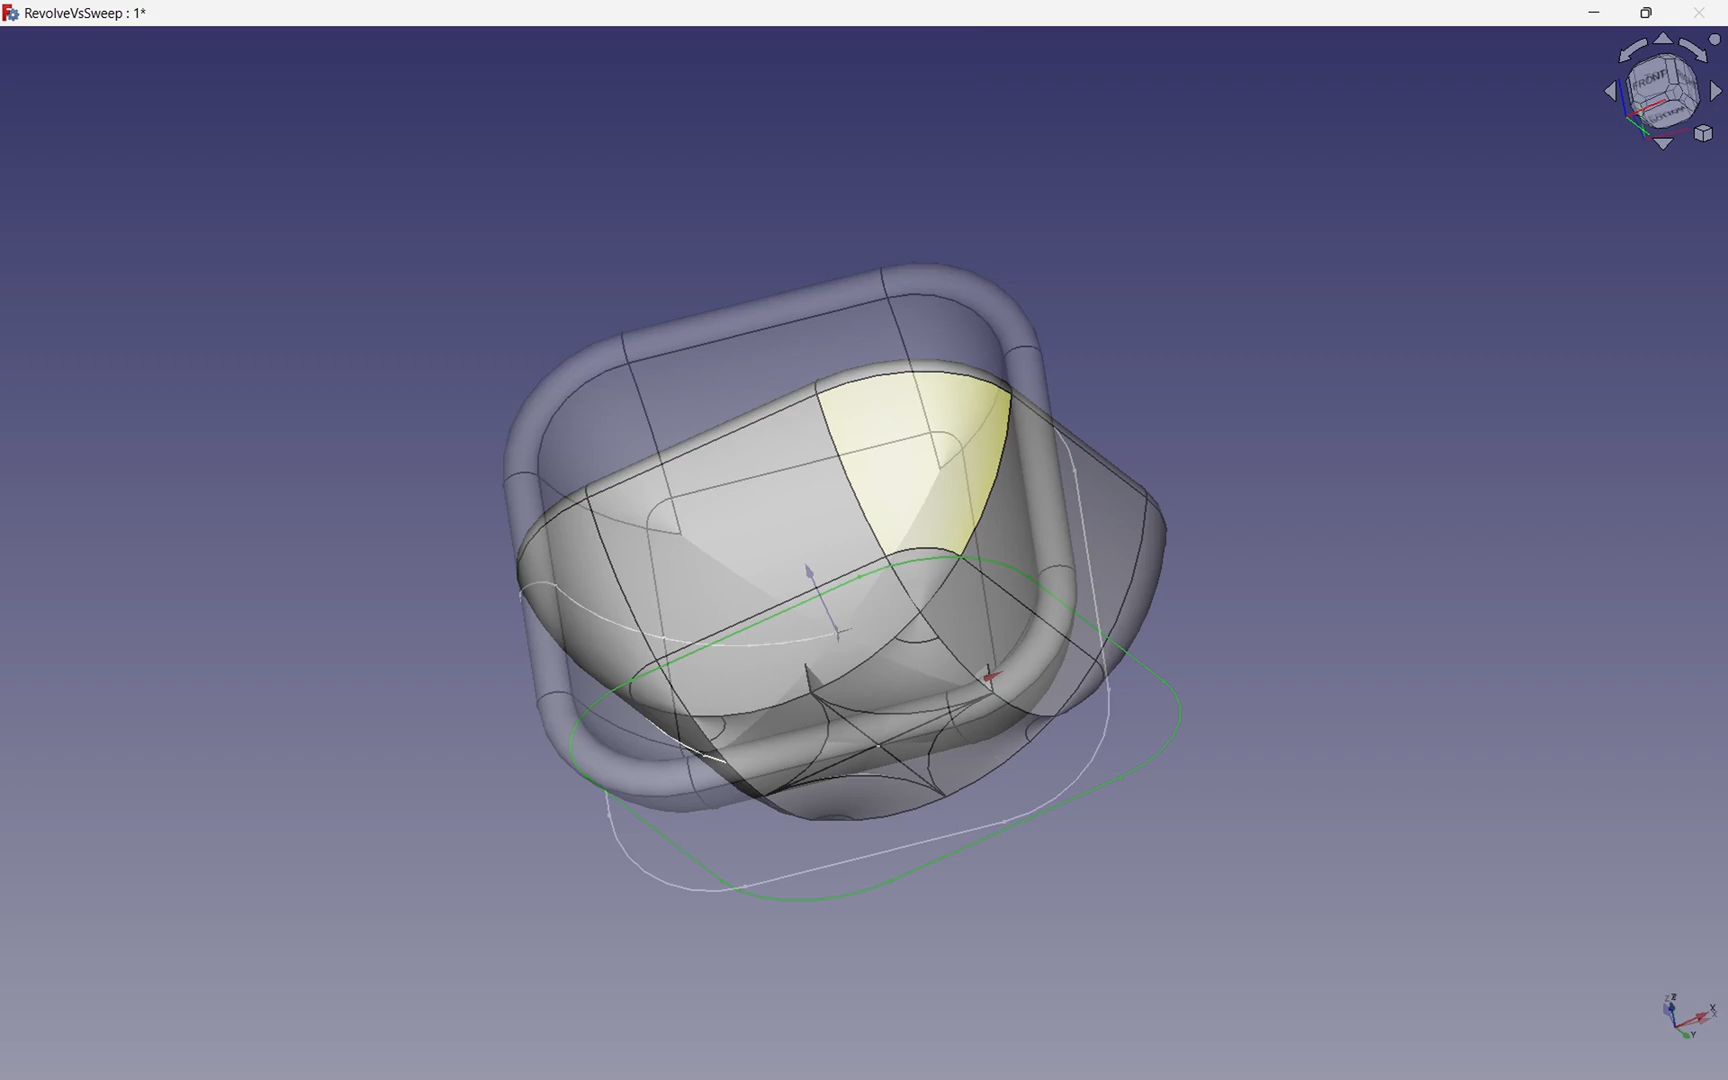 RevolveVsSweep : 1*
FRONT
Z
X
X
Y